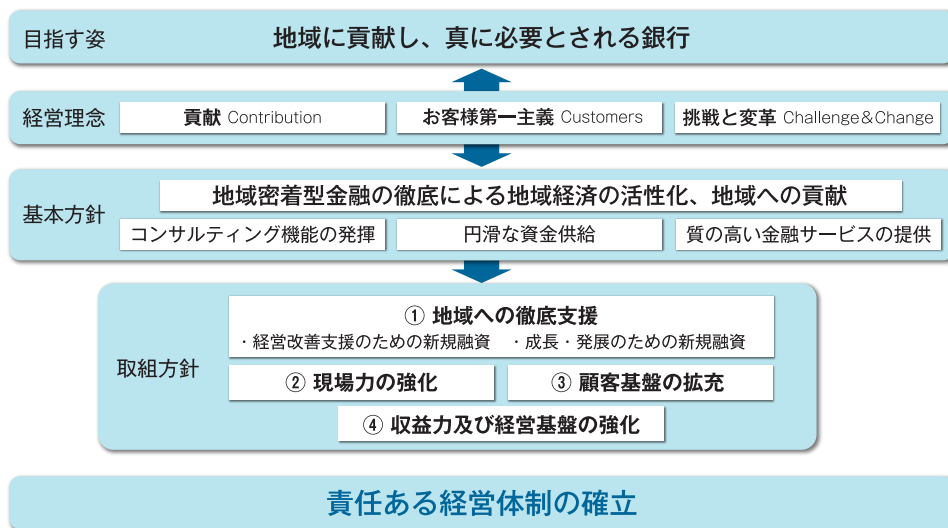 目指す姿
地域に貢献し、真に必要とされる銀行
経営理念
貢献 Contribution
お客様第一主義 Customers
挑戦と変革 Challenge&Change
基本方針
地域密着型金融の徹底による地域経済の活性化、地域への貢献
コンサルティング機能の発揮
円滑な資金供給
質の高い金融サービスの提供
取組方針
① 地域への徹底支援
・経営改善支援のための新規融資 ・成長・発展のための新規融資
② 現場力の強化
③ 顧客基盤の拡充
④ 収益力及び経営基盤の強化
責任ある経営体制の確立